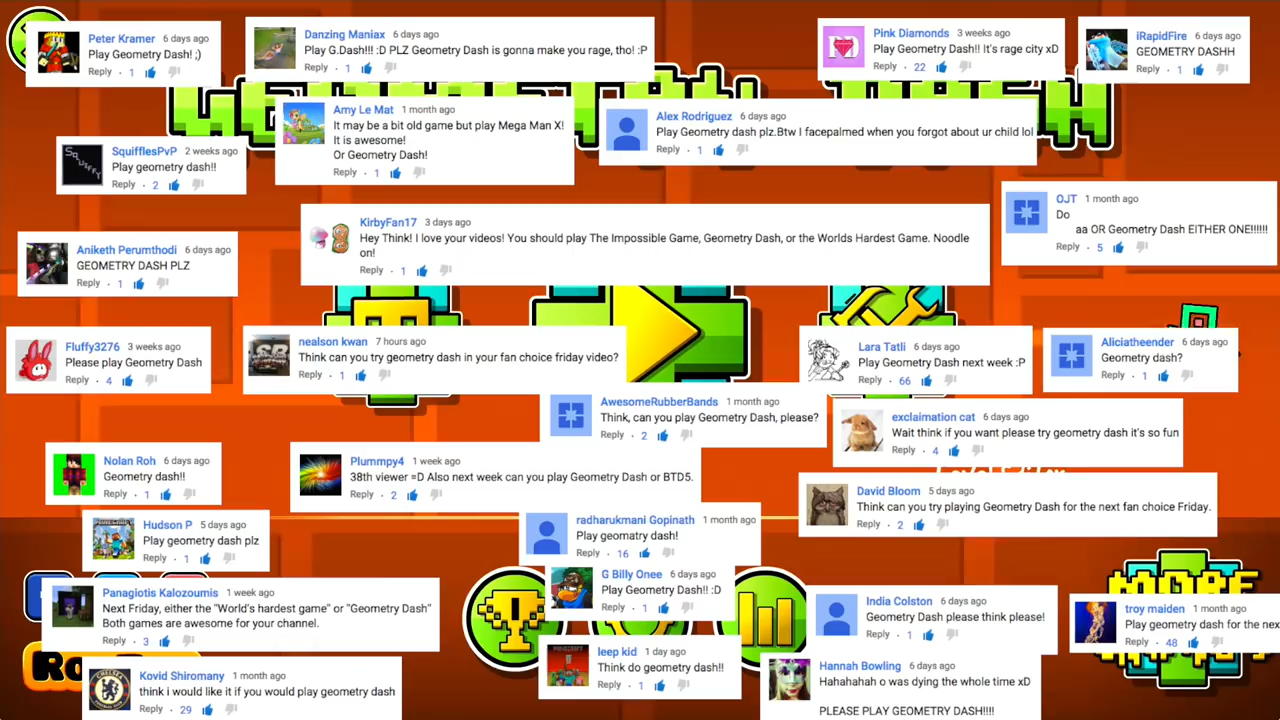 Peter Kramer 6 days ago
Play Geometry Dash! ;)
Reply · 1
Danzing Maniax 6 days ago
Play G.Dash!!! :D PLZ Geometry Dash is gonna make you rage, tho! :P
Reply · 1
Pink Diamonds 3 weeks ago
Play Geometry Dash!! It's rage city xD
Reply · 22
iRapidFire 6 days ago
GEOMETRY DASHH
Reply · 1
Amy Le Mat 1 month ago
It may be a bit old game but play Mega Man X!
It is awesome!
Or Geometry Dash!
Reply · 1
Alex Rodriguez 6 days ago
Play Geometry dash plz.Btw I facepalmed when you forgot about ur child lol
Reply · 1
SquifflesPvP 2 weeks ago
Play geometry dash!!
Reply · 2
OJT 1 month ago
Do
aa OR Geometry Dash EITHER ONE!!!!!!
Reply · 5
KirbyFan17 3 days ago
Hey Think! I love your videos! You should play The Impossible Game, Geometry Dash, or the Worlds Hardest Game. Noodle
on!
Reply · 1
Aniketh Perumthodi 6 days ago
GEOMETRY DASH PLZ
Reply · 1
Fluffy3276 3 weeks ago
Please play Geometry Dash
Reply · 4
nealson kwan 7 hours ago
Think can you try geometry dash in your fan choice friday video?
Reply · 1
Lara Tatli 6 days ago
Play Geometry Dash next week :P
Reply · 66
Aliciatheender 6 days ago
Geometry dash?
Reply · 1
AwesomeRubberBands 1 month ago
Think, can you play Geometry Dash, please?
Reply · 2
exclaimation cat 6 days ago
Wait think if you want please try geometry dash it's so fun
Reply · 4
Nolan Roh 6 days ago
Geometry dash!!
Reply · 1
Plummpy4 1 week ago
38th viewer =D Also next week can you play Geometry Dash or BTD5.
Reply · 2
David Bloom 5 days ago
Think can you try playing Geometry Dash for the next fan choice Friday.
Reply · 2
Hudson P 5 days ago
Play geomety dash plz
Reply · 1
radharukmani Gopinath 1 month ago
Play geomatry dash!
Reply · 16
G Billy Onee 6 days ago
Play Geometry Dash!! :D
Reply · 1
Panagiotis Kalozoumis 1 week ago
Next Friday, either the "World's hardest game" or "Geometry Dash"
Both games are awesome for your channel.
Reply · 3
India Colston 6 days ago
Geometry Dash please think please!
Reply · 1
troy maiden 1 month ago
Play geometry dash for the nex
Reply · 48
leep kid 1 day ago
Think do geometry dash!!
Reply · 1
Hannah Bowling 6 days ago
Hahahahah o was dying the whole time xD
PLEASE PLAY GEOMETRY DASH!!!!
Kovid Shiromany 1 month ago
think i would like it if you would play geometry dash
Reply · 29
MORE